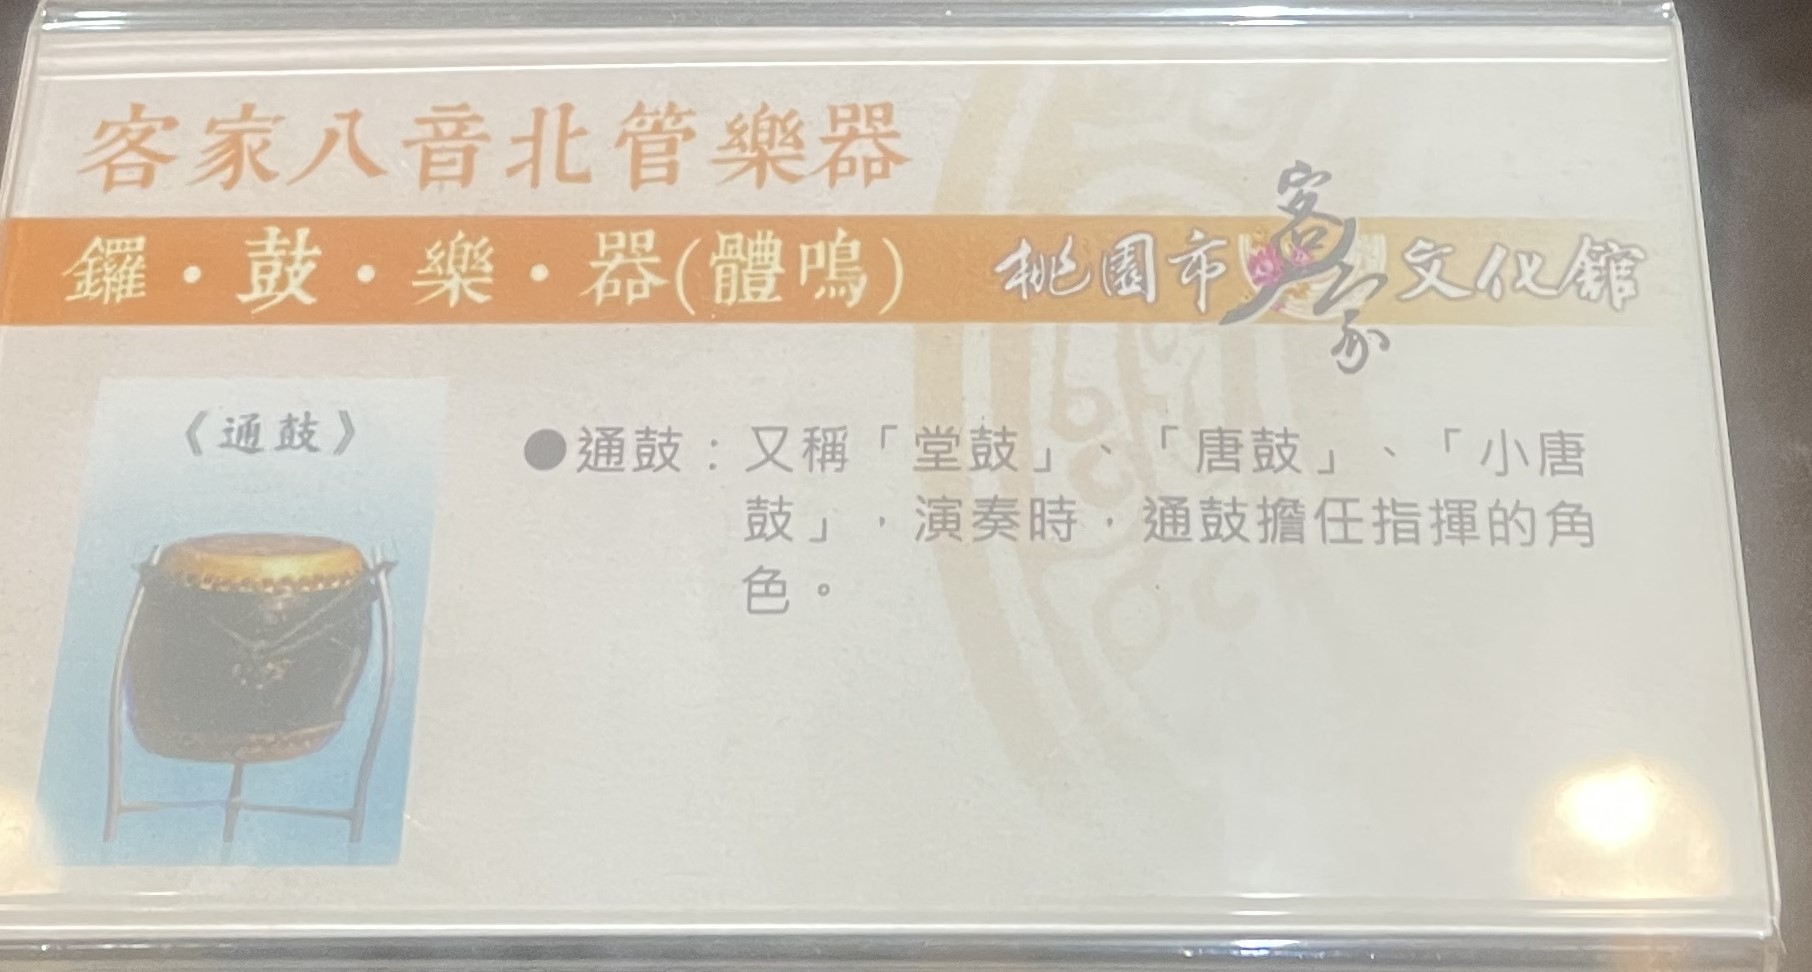 客家八音北管樂器
鑼・鼓・樂・器(體鳴)
桃園市客家文化館
《通鼓》
●通鼓：又稱「堂鼓」、「唐鼓」、「小唐
鼓」，演奏時，通鼓擔任指揮的角
色。